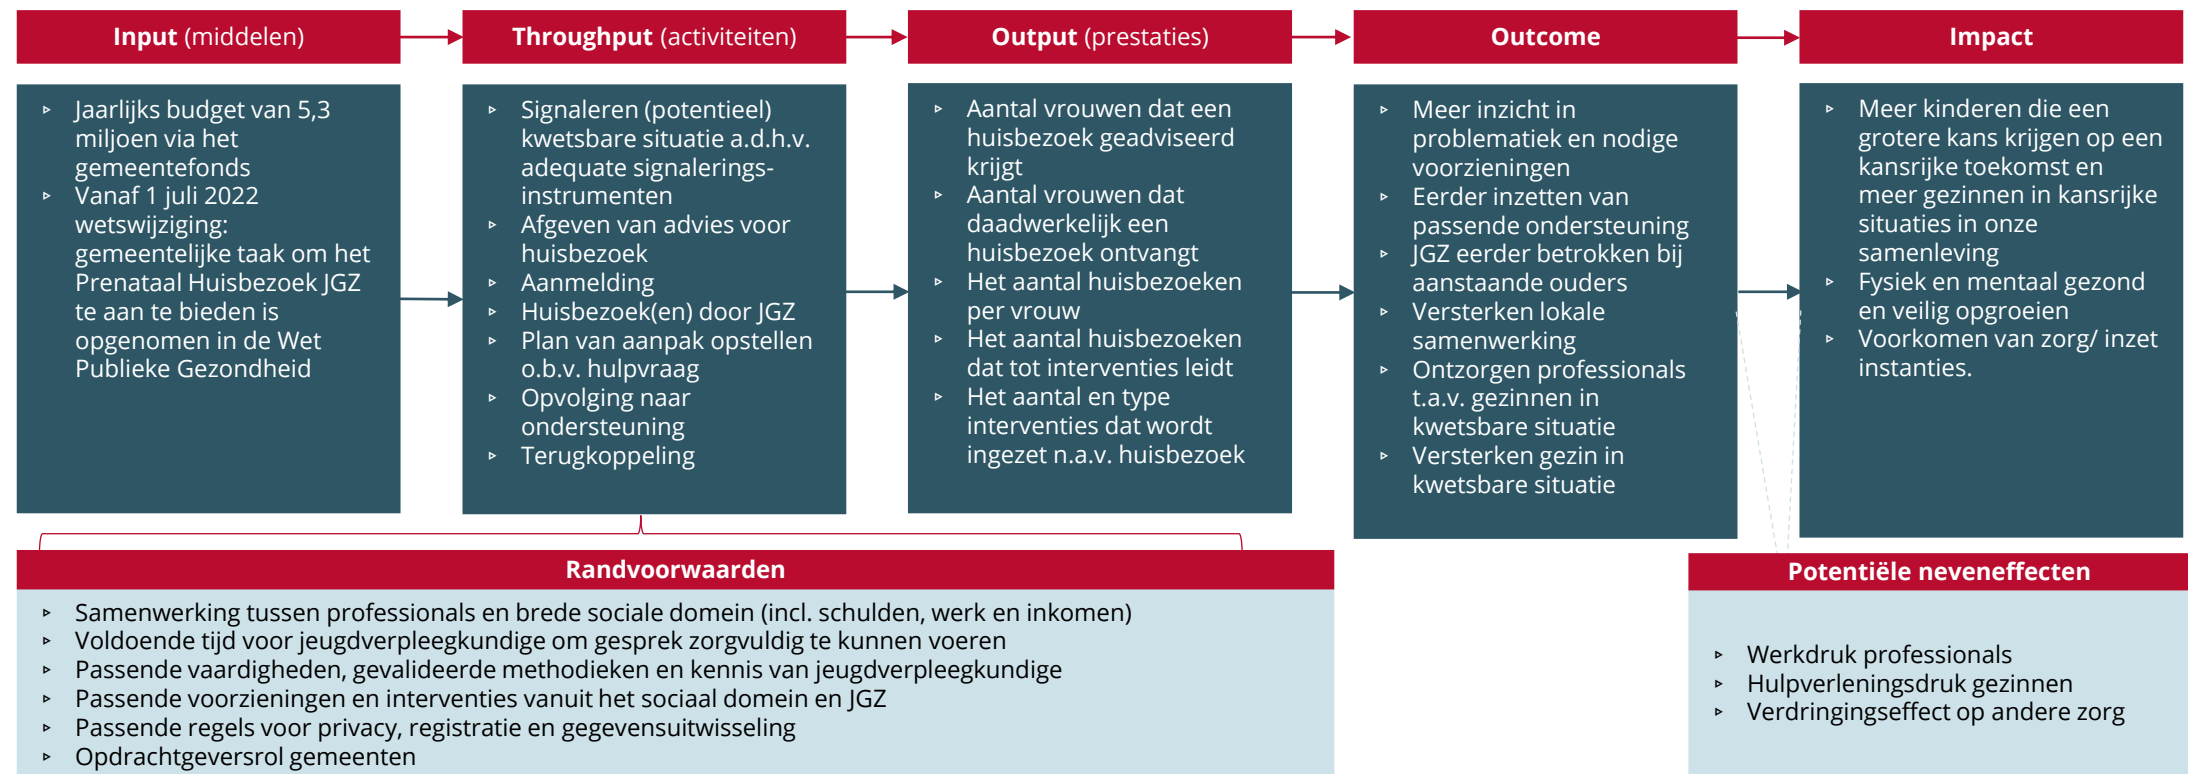 Input (middelen)
Throughput (activiteiten)
Output (prestaties)
Outcome
Impact
▹ Jaarlijks budget van 5,3
miljoen via het
gemeentefonds
▹ Vanaf 1 juli 2022
wetswijziging:
gemeentelijke taak om het
Prenataal Huisbezoek JGZ
te aan te bieden is
opgenomen in de Wet
Publieke Gezondheid
▹ Signaleren (potentieel)
kwetsbare situatie a.d.h.v.
adequate signalerings-
instrumenten
▹ Afgeven van advies voor
huisbezoek
▹ Aanmelding
▹ Huisbezoek(en) door JGZ
▹ Plan van aanpak opstellen
o.b.v. hulpvraag
▹ Opvolging naar
ondersteuning
▹ Terugkoppeling
▹ Aantal vrouwen dat een
huisbezoek geadviseerd
krijgt
▹ Aantal vrouwen dat
daadwerkelijk een
huisbezoek ontvangt
▹ Het aantal huisbezoeken
per vrouw
▹ Het aantal huisbezoeken
dat tot interventies leidt
▹ Het aantal en type
interventies dat wordt
ingezet n.a.v. huisbezoek
▹ Meer inzicht in
problematiek en nodige
voorzieningen
▹ Eerder inzetten van
passende ondersteuning
▹ JGZ eerder betrokken bij
aanstaande ouders
▹ Versterken lokale
samenwerking
▹ Ontzorgen professionals
t.a.v. gezinnen in
kwetsbare situatie
▹ Versterken gezin in
kwetsbare situatie
▹ Meer kinderen die een
grotere kans krijgen op een
kansrijke toekomst en
meer gezinnen in kansrijke
situaties in onze
samenleving
▹ Fysiek en mentaal gezond
en veilig opgroeien
▹ Voorkomen van zorg/ inzet
instanties.
Randvoorwaarden
▹ Samenwerking tussen professionals en brede sociale domein (incl. schulden, werk en inkomen)
▹ Voldoende tijd voor jeugdverpleegkundige om gesprek zorgvuldig te kunnen voeren
▹ Passende vaardigheden, gevalideerde methodieken en kennis van jeugdverpleegkundige
▹ Passende voorzieningen en interventies vanuit het sociaal domein en JGZ
▹ Passende regels voor privacy, registratie en gegevensuitwisseling
▹ Opdrachtgeversrol gemeenten
Potentiële neveneffecten
▹ Werkdruk professionals
▹ Hulpverleningsdruk gezinnen
▹ Verdringingseffect op andere zorg